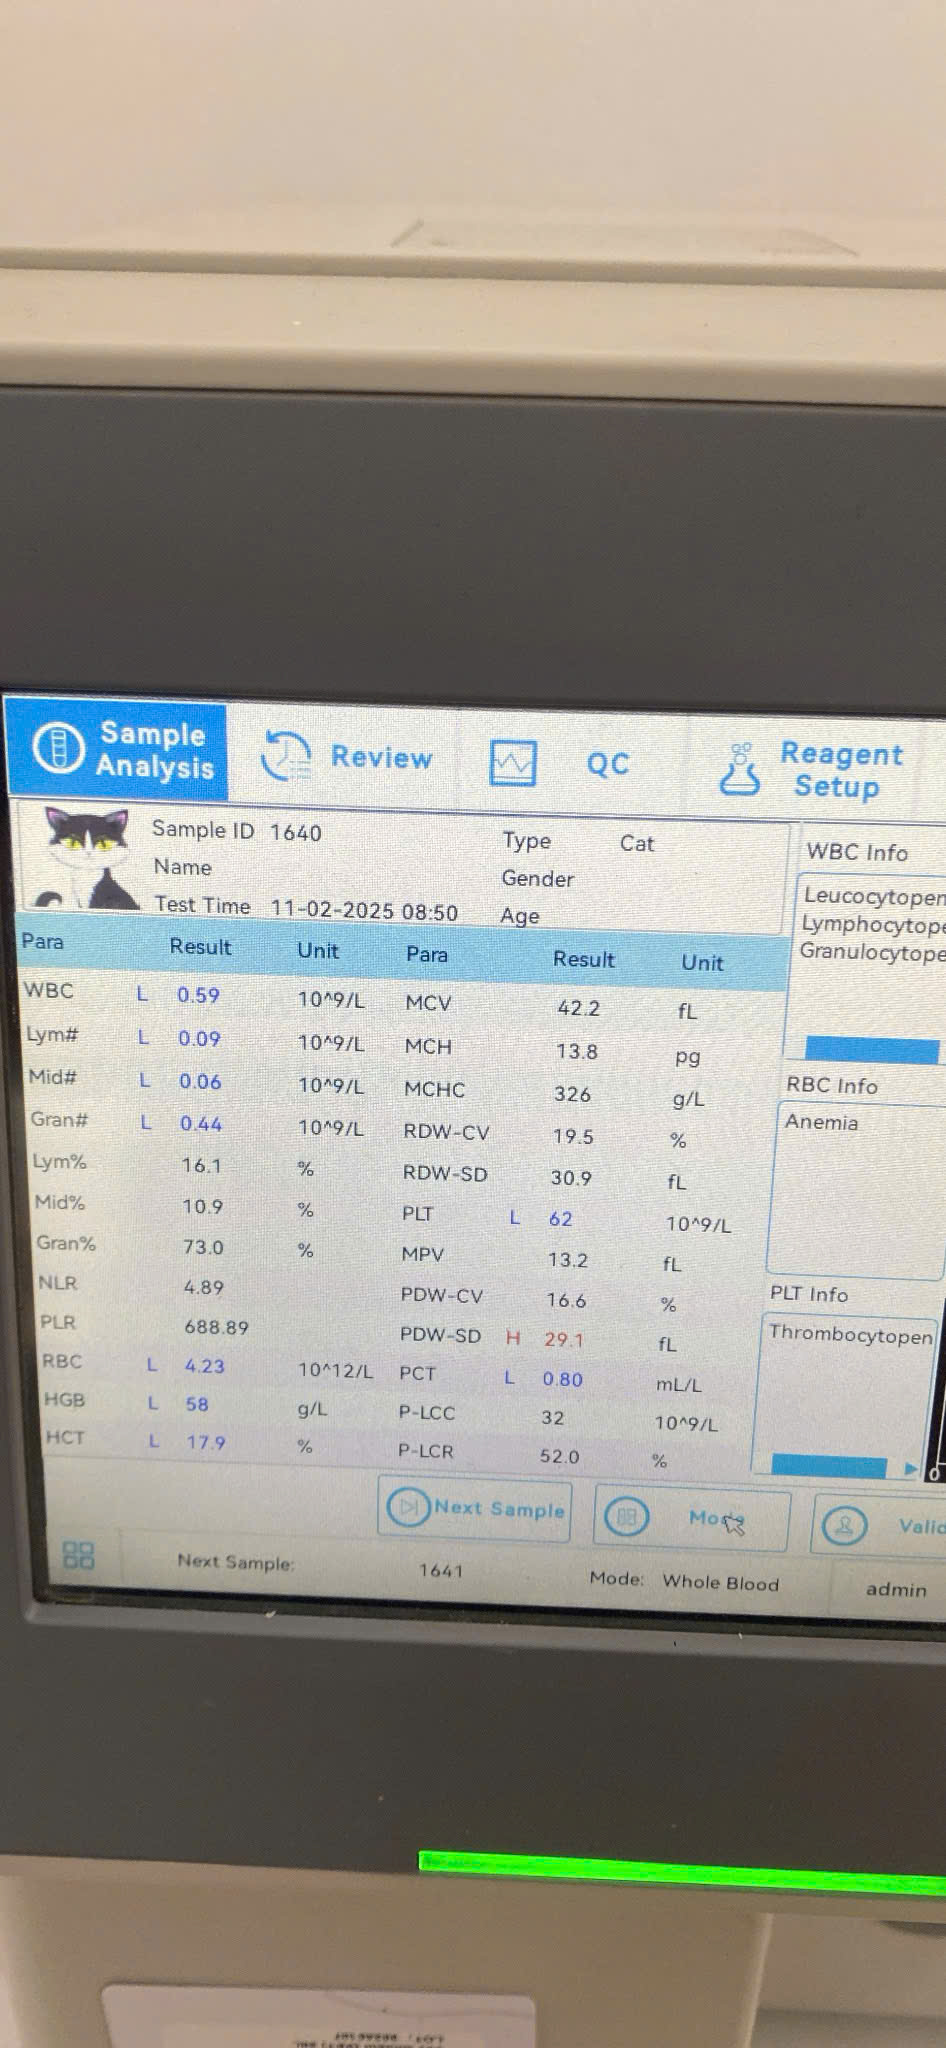 Sample Analysis
Review
QC
Reagent Setup
Sample ID 1640
Type Cat
Name
Gender
Test Time 11-02-2025 08:50
Age
Para Result Unit Para Result Unit
WBC L 0.59 10^9/L MCV 42.2 fL
Lym# L 0.09 10^9/L MCH 13.8 pg
Mid# L 0.06 10^9/L MCHC 326 g/L
Gran# L 0.44 10^9/L RDW-CV 19.5 %
Lym% 16.1 % RDW-SD 30.9 fL
Mid% 10.9 % PLT L 62 10^9/L
Gran% 73.0 % MPV 13.2 fL
NLR 4.89 PDW-CV 16.6 %
PLR 688.89 PDW-SD H 29.1 fL
RBC L 4.23 10^12/L PCT L 0.80 mL/L
HGB L 58 g/L P-LCC 32 10^9/L
HCT L 17.9 % P-LCR 52.0 %
WBC Info
Leucocytopen
Lymphocytope
Granulocytope
RBC Info
Anemia
PLT Info
Thrombocytopen
Next Sample
Valid
Next Sample: 1641 Mode: Whole Blood admin